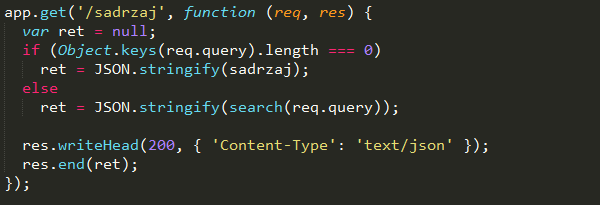 app.get('/sadrzaj', function (req, res) {
  var ret = null;
  if (Object.keys(req.query).length === 0)
    ret = JSON.stringify(sadrzaj);
  else
    ret = JSON.stringify(search(req.query));

  res.writeHead(200, { 'Content-Type': 'text/json' });
  res.end(ret);
});